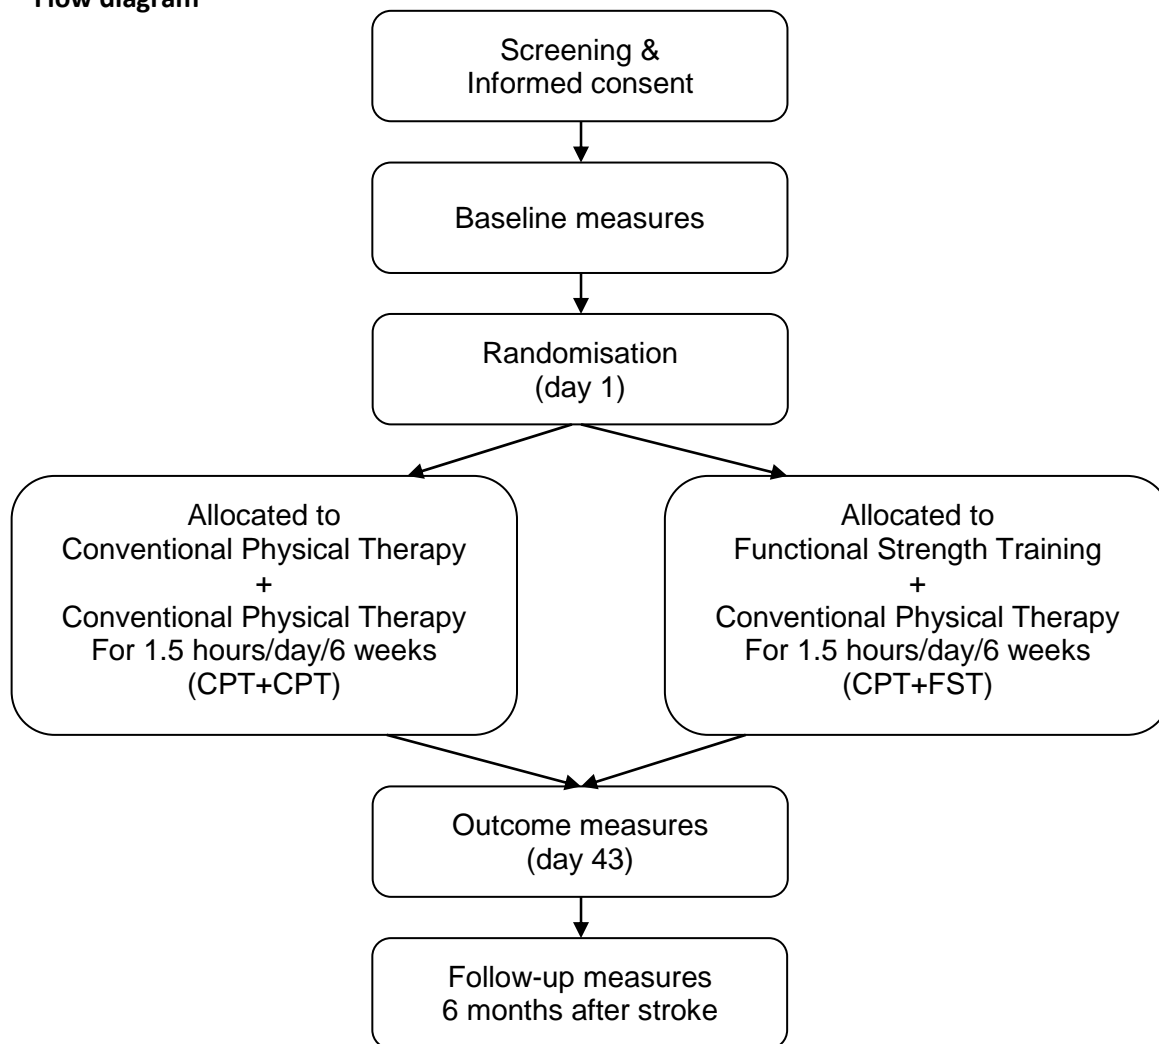 Flow diagram
Screening &
Informed consent
Baseline measures
Randomisation
(day 1)
Allocated to
Conventional Physical Therapy
+
Conventional Physical Therapy
For 1.5 hours/day/6 weeks
(CPT+CPT)
Allocated to
Functional Strength Training
+
Conventional Physical Therapy
For 1.5 hours/day/6 weeks
(CPT+FST)
Outcome measures
(day 43)
Follow-up measures
6 months after stroke